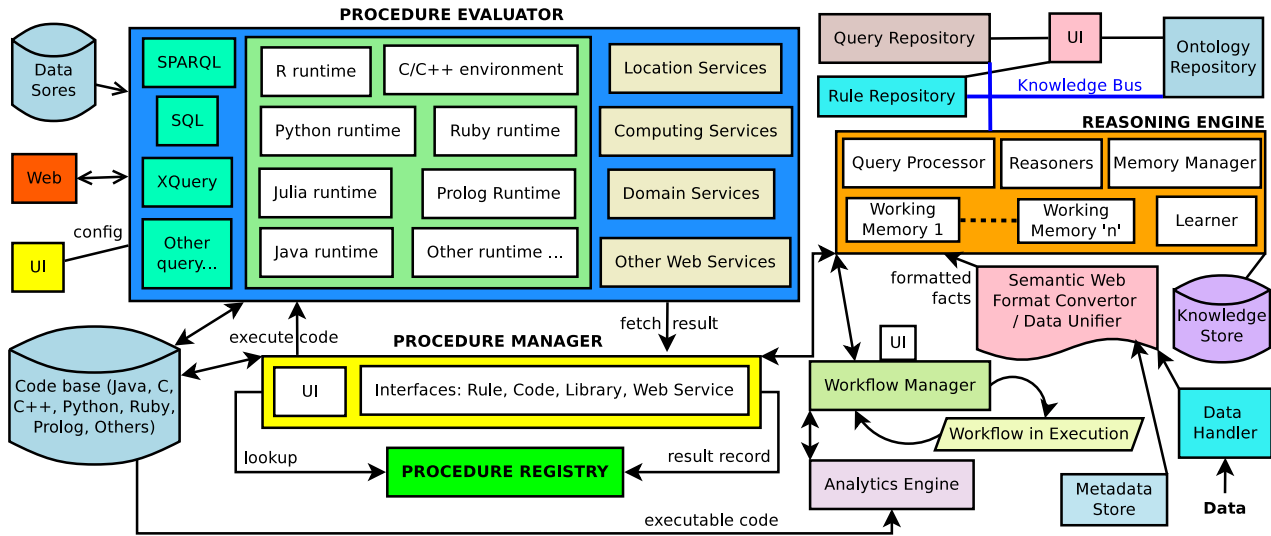 PROCEDURE EVALUATOR
Data
Sores
Web
UI
config
SPARQL
SQL
XQuery
Other
query...
R runtime
C/C++ environment
Python runtime
Ruby runtime
Julia runtime
Prolog Runtime
Java runtime
Other runtime ...
Location Services
Computing Services
Domain Services
Other Web Services
Query Repository
UI
Ontology
Repository
Rule Repository
Knowledge Bus
REASONING ENGINE
Query Processor
Reasoners
Memory Manager
Working
Memory 1
Working
Memory 'n'
Learner
formatted
facts
Semantic Web
Format Convertor
/ Data Unifier
Knowledge
Store
execute code
fetch result
PROCEDURE MANAGER
UI
Interfaces: Rule, Code, Library, Web Service
Code base (Java, C,
C++, Python, Ruby,
Prolog, Others)
lookup
PROCEDURE REGISTRY
result record
UI
Workflow Manager
Workflow in Execution
Analytics Engine
Data
Handler
Metadata
Store
Data
executable code